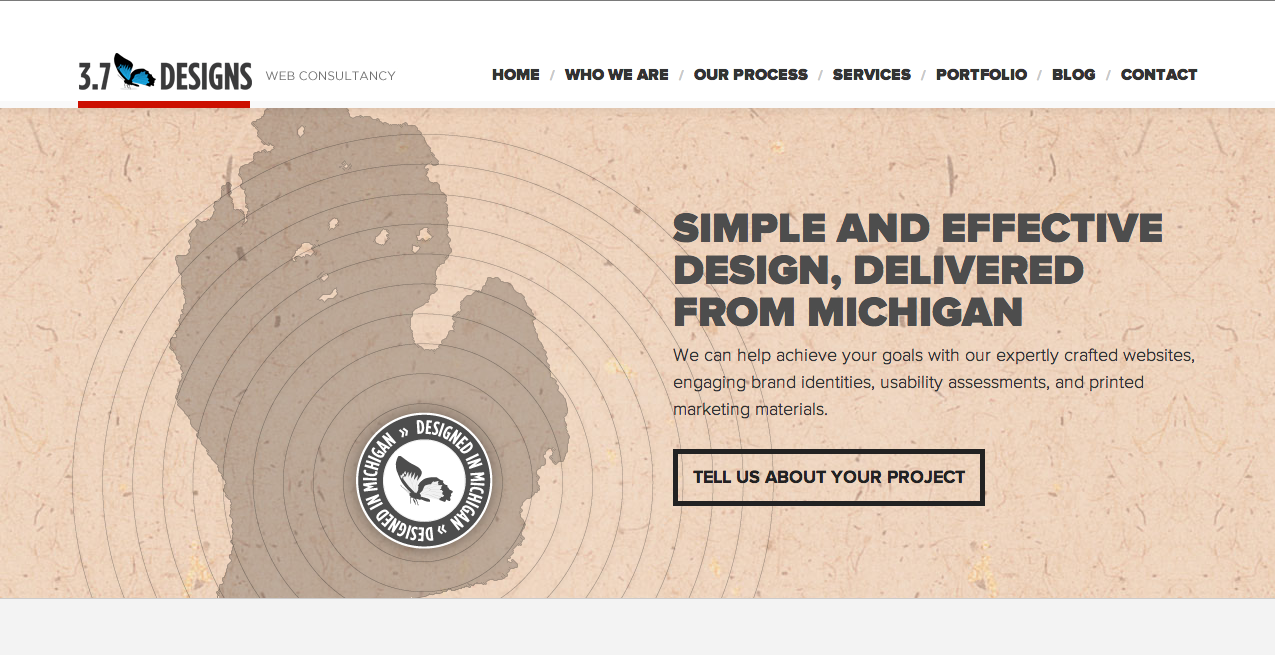 3.7 DESIGNS WEB CONSULTANCY
HOME / WHO WE ARE / OUR PROCESS / SERVICES / PORTFOLIO / BLOG / CONTACT
SIMPLE AND EFFECTIVE
DESIGN, DELIVERED
FROM MICHIGAN
We can help achieve your goals with our expertly crafted websites,
engaging brand identities, usability assessments, and printed
marketing materials.
TELL US ABOUT YOUR PROJECT
DESIGNED IN MICHIGAN » DESIGNED IN MICHIGAN »